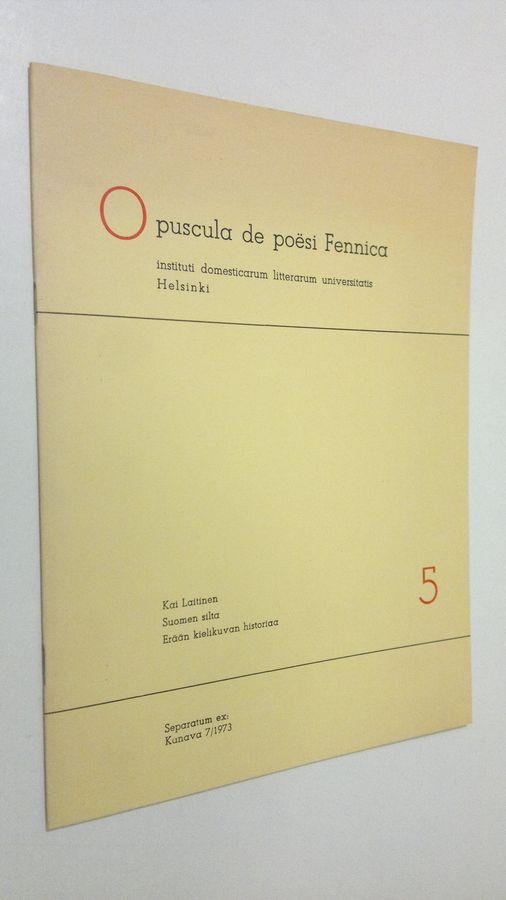 Opuscula de poësi Fennica
instituti domesticarum litterarum universitatis
Helsinki
5
Kai Laitinen
Suomen silta
Erään kielikuvan historiaa
Separatum ex:
Kanava 7/1973